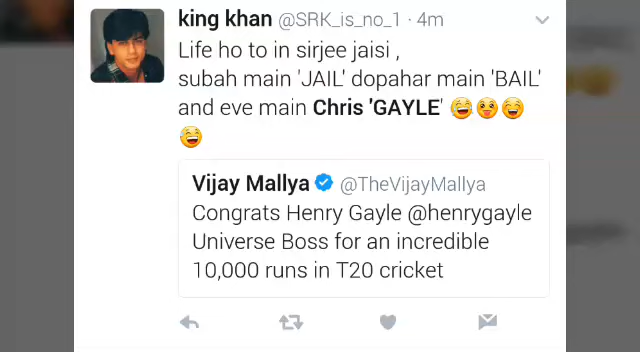 king khan @SRK_is_no_1 · 4m
Life ho to in sirjee jaisi ,
subah main 'JAIL' dopahar main 'BAIL'
and eve main Chris 'GAYLE' 😅😜😄
😅
Vijay Mallya @TheVijayMallya
Congrats Henry Gayle @henrygayle
Universe Boss for an incredible
10,000 runs in T20 cricket